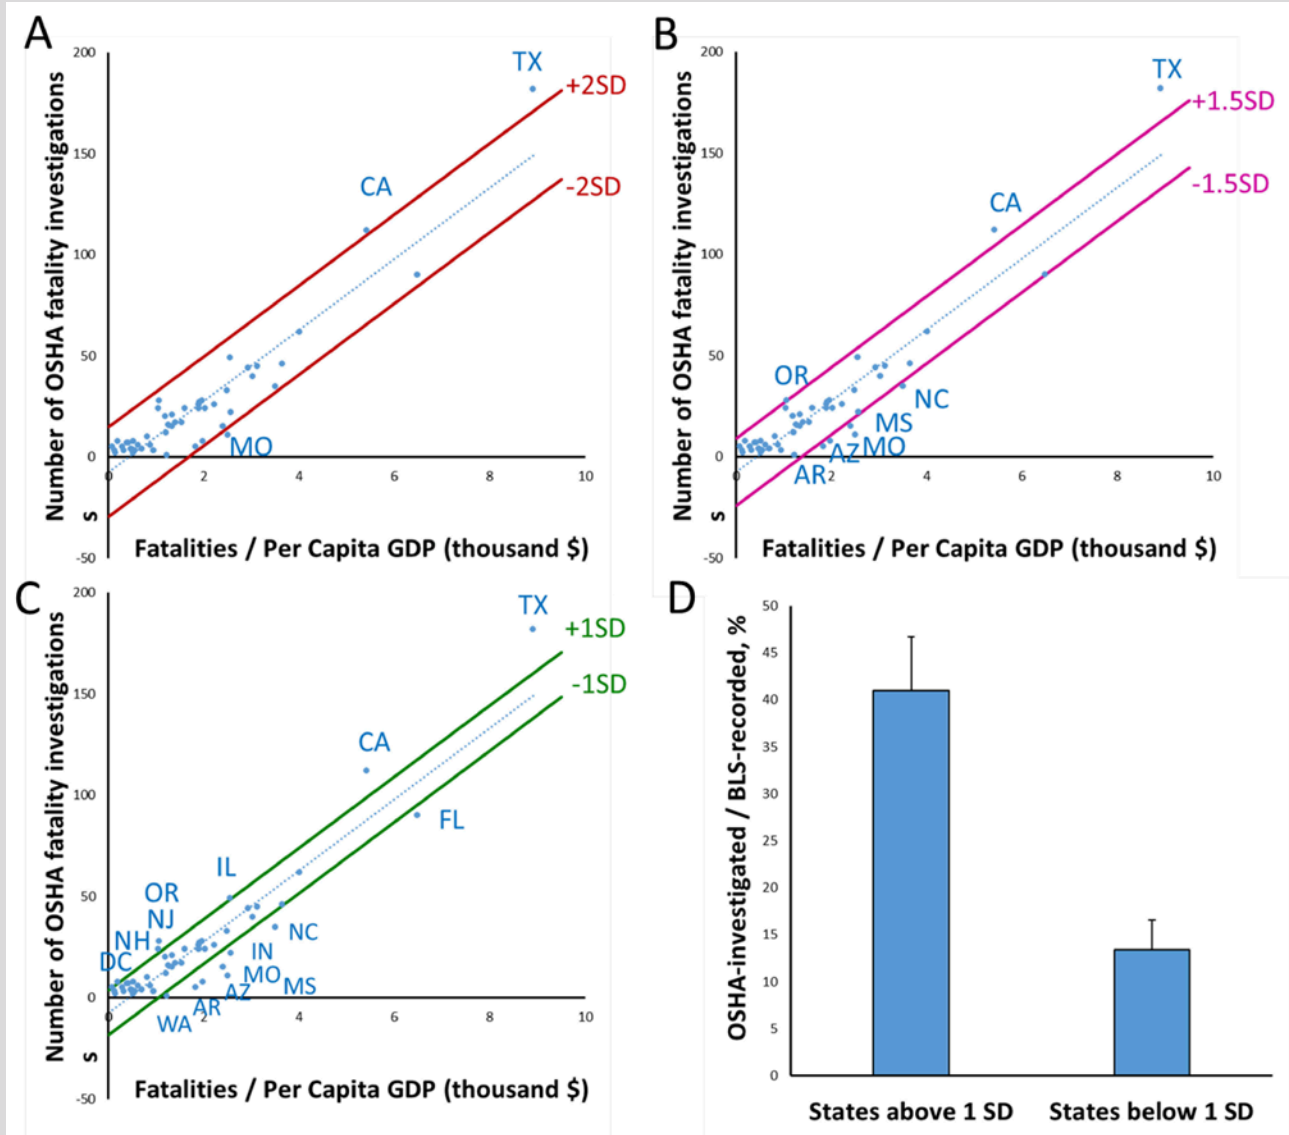 A
200
150
100
50
0
-50
0
2
4
6
8
10
TX
+2SD
CA
-2SD
MO
Number of OSHA fatality investigations
Fatalities / Per Capita GDP (thousand $)
B
200
150
100
50
0
-50
0
2
4
6
8
10
TX
+1.5SD
CA
-1.5SD
OR
NC
MS
MO
AZ
AR
Number of OSHA fatality investigations
Fatalities / Per Capita GDP (thousand $)
C
200
150
100
50
0
-50
0
2
4
6
8
10
TX
+1SD
-1SD
CA
FL
IL
OR
NJ
NH
DC
NC
IN
MO
MS
AZ
AR
WA
Number of OSHA fatality investigations
Fatalities / Per Capita GDP (thousand $)
D
50
45
40
35
30
25
20
15
10
5
0
OSHA-investigated / BLS-recorded, %
States above 1 SD
States below 1 SD